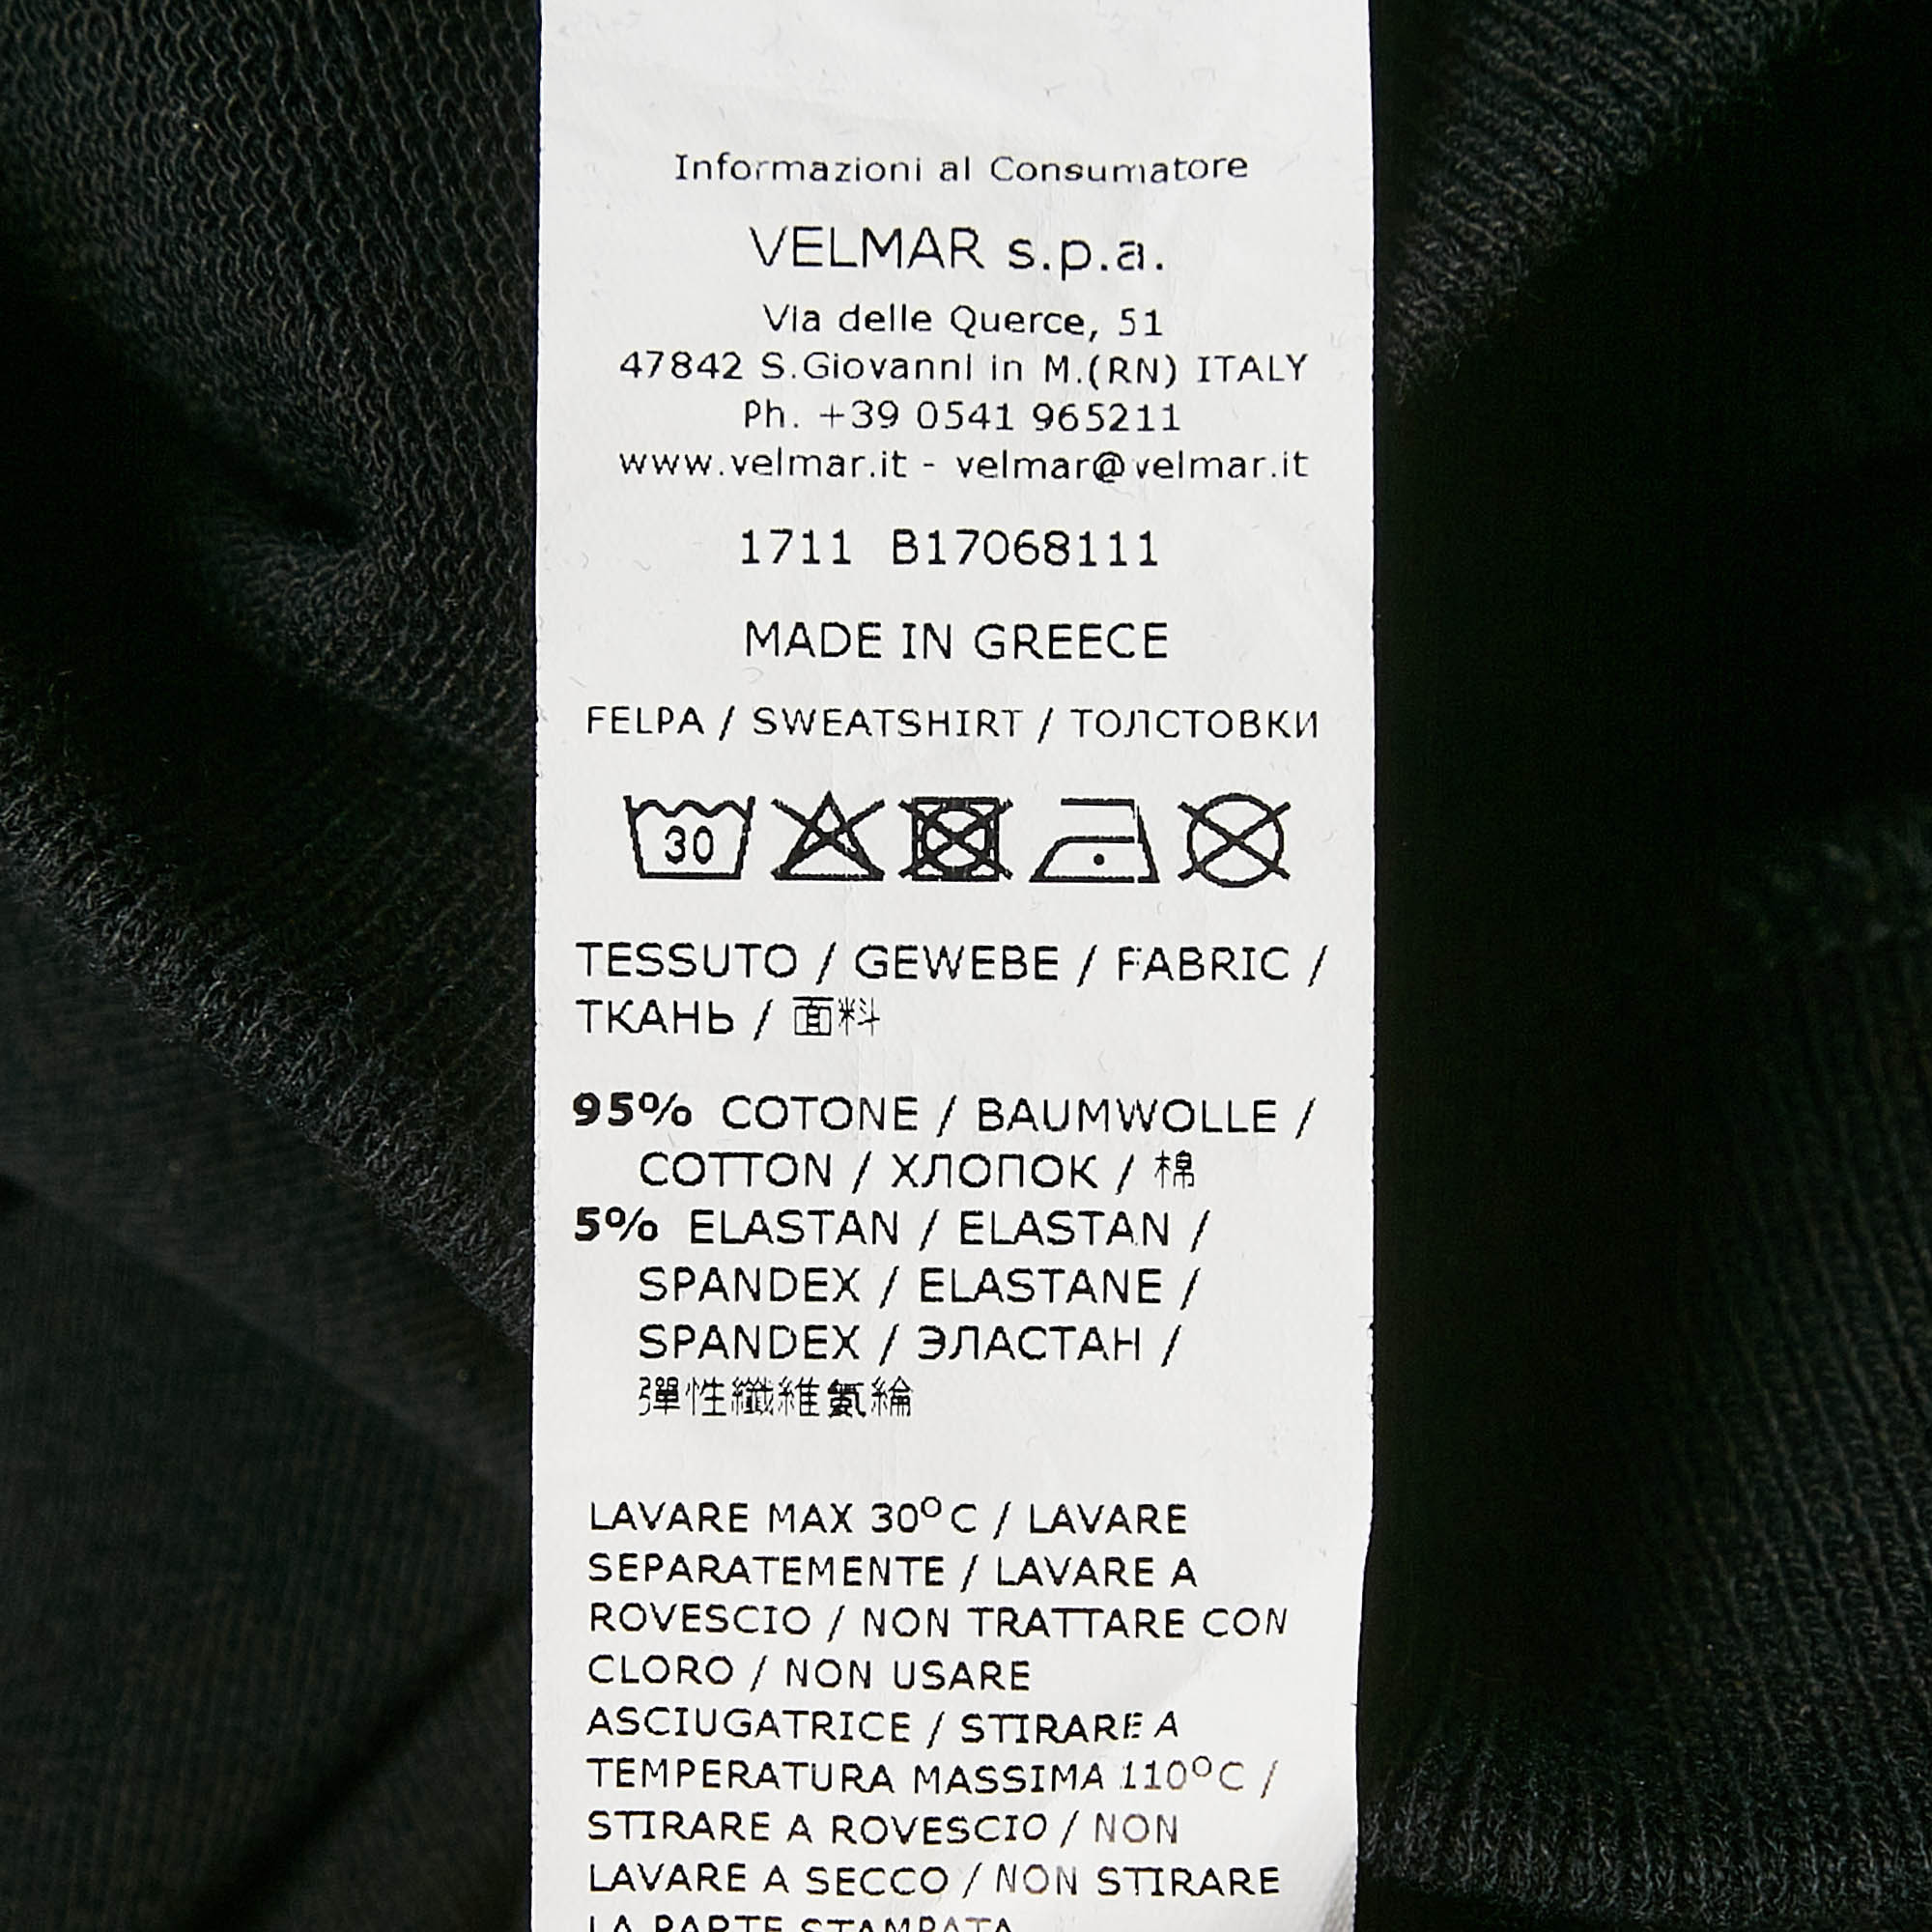 Informazioni al Consumatore
VELMAR s.p.a.
Via delle Querce, 51
47842 S.Giovanni in M.(RN) ITALY
Ph. +39 0541 965211
www.velmar.it - velmar@velmar.it
1711 B17068111
MADE IN GREECE
FELPA / SWEATSHIRT / ТОЛСТОВКИ
30
TESSUTO / GEWEBE / FABRIC /
ТКАНЬ / 面料
95% COTONE / BAUMWOLLE /
COTTON / ХЛОПОК / 棉
5% ELASTAN / ELASTAN /
SPANDEX / ELASTANE /
SPANDEX / ЭЛАСТАН /
彈性纖維氨綸
LAVARE MAX 30°C / LAVARE
SEPARATEMENTE / LAVARE A
ROVESCIO / NON TRATTARE CON
CLORO / NON USARE
ASCIUGATRICE / STIRARE A
TEMPERATURA MASSIMA 110°C /
STIRARE A ROVESCIO / NON
LAVARE A SECCO / NON STIRARE
LA PARTE STAMPATA